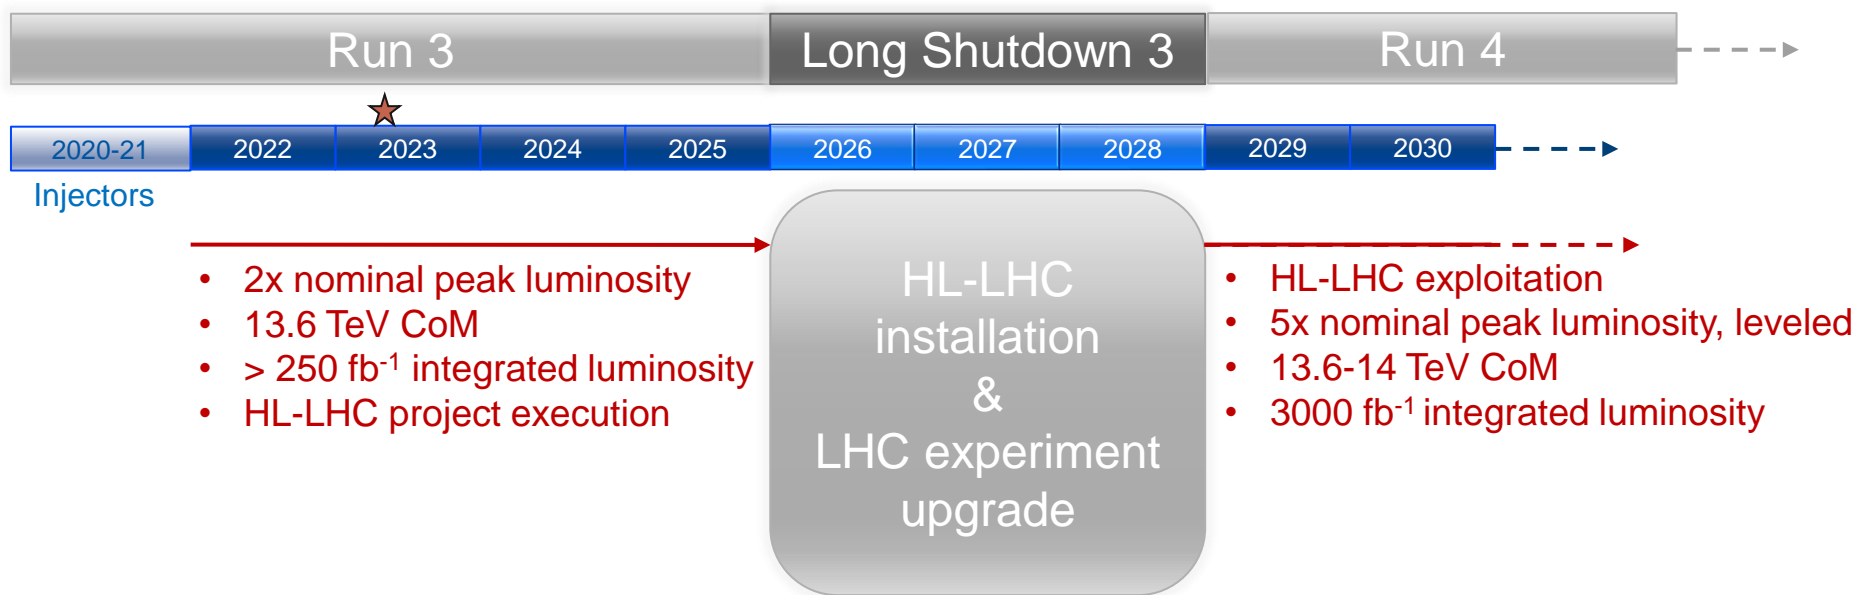 Run 3
Long Shutdown 3
Run 4
2020-21
2022
2023
2024
2025
2026
2027
2028
2029
2030
Injectors
• 2x nominal peak luminosity
• 13.6 TeV CoM
• > 250 fb⁻¹ integrated luminosity
• HL-LHC project execution
HL-LHC
installation
&
LHC experiment
upgrade
• HL-LHC exploitation
• 5x nominal peak luminosity, leveled
• 13.6-14 TeV CoM
• 3000 fb⁻¹ integrated luminosity